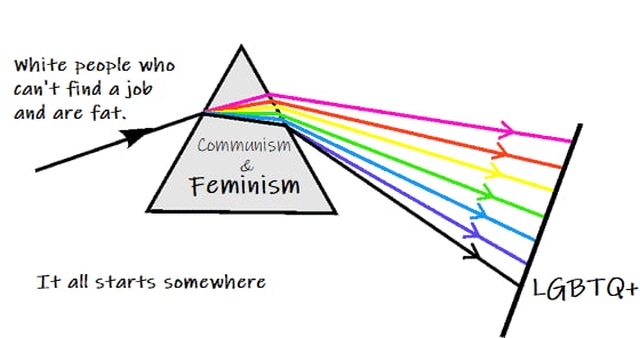 White people who
can't find a job
and are fat.
Communism
&
Feminism
It all starts somewhere
LGBTQ+